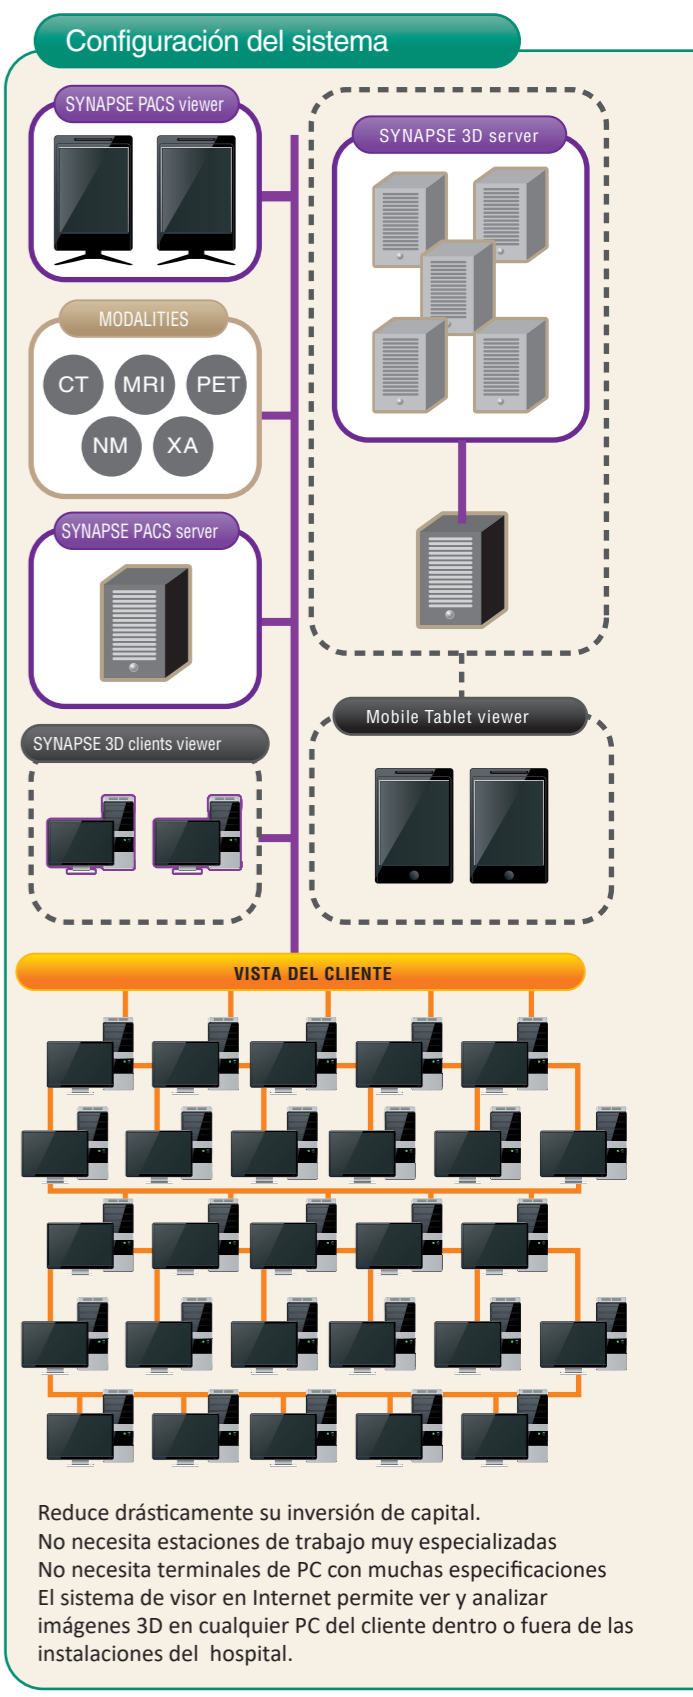 Configuración del sistema
SYNAPSE PACS viewer
SYNAPSE 3D server
MODALITIES
CT MRI PET
NM XA
SYNAPSE PACS server
Mobile Tablet viewer
SYNAPSE 3D clients viewer
VISTA DEL CLIENTE
Reduce drásticamente su inversión de capital.
No necesita estaciones de trabajo muy especializadas
No necesita terminales de PC con muchas especificaciones
El sistema de visor en Internet permite ver y analizar
imágenes 3D en cualquier PC del cliente dentro o fuera de las
instalaciones del hospital.